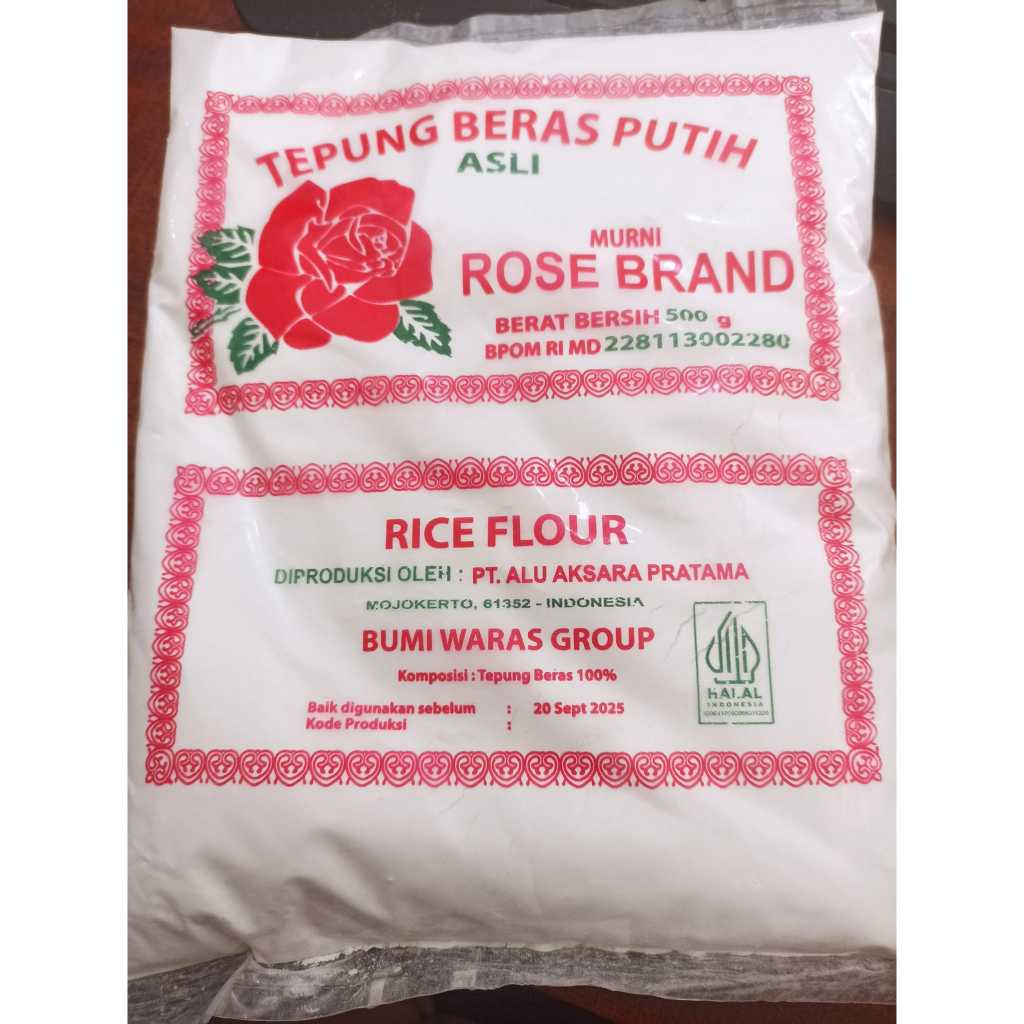 TEPUNG BERAS PUTIH
ASLI
MURNI
ROSE BRAND
BERAT BERSIH 500 g
BPOM RI MD 228113002280
RICE FLOUR
DIPRODUKSI OLEH : PT. ALU AKSARA PRATAMA
MOJOKERTO, 61352 - INDONESIA
BUMI WARAS GROUP
Komposisi : Tepung Beras 100%
Baik digunakan sebelum : 20 Sept 2025
Kode Produksi :
HALAL
INDONESIA